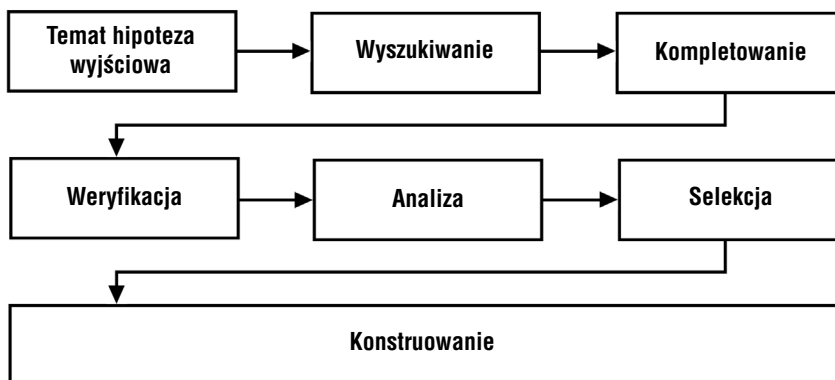 Temat hipoteza
wyjściowa
Wyszukiwanie
Kompletowanie
Weryfikacja
Analiza
Selekcja
Konstruowanie